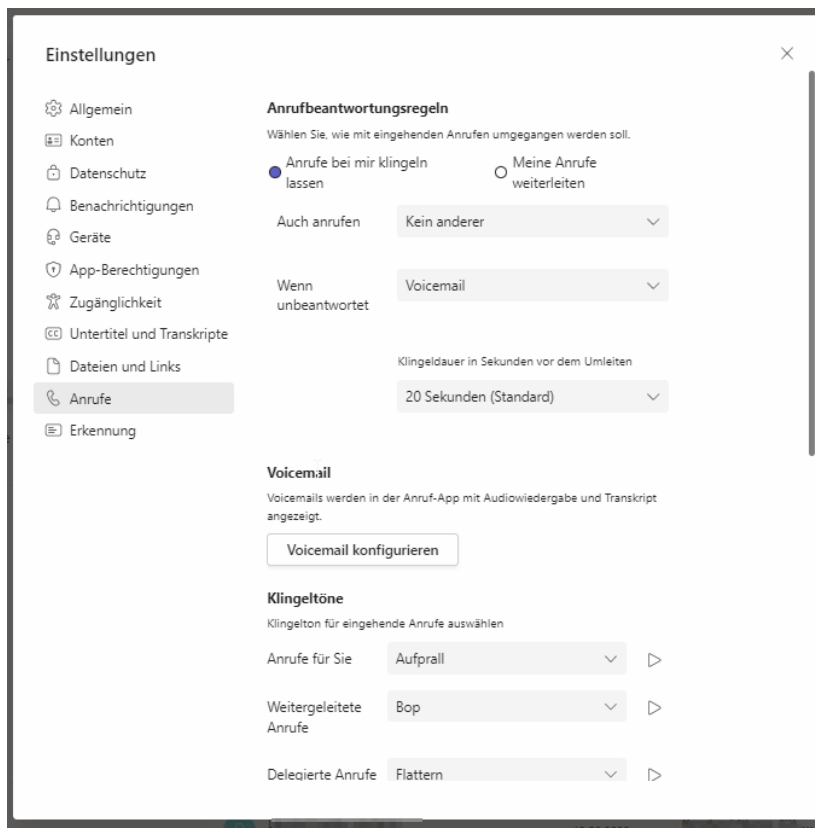 Einstellungen
Allgemein
Konten
Datenschutz
Benachrichtigungen
Geräte
App-Berechtigungen
Zugänglichkeit
Untertitel und Transkripte
Dateien und Links
Anrufe
Erkennung
Anrufbeantwortungsregeln
Wählen Sie, wie mit eingehenden Anrufen umgegangen werden soll.
Anrufe bei mir klingeln
lassen
Meine Anrufe
weiterleiten
Auch anrufen
Kein anderer
Wenn
unbeantwortet
Voicemail
Klingeldauer in Sekunden vor dem Umleiten
20 Sekunden (Standard)
Voicemail
Voicemails werden in der Anruf-App mit Audiowiedergabe und Transkript
angezeigt.
Voicemail konfigurieren
Klingeltöne
Klingelton für eingehende Anrufe auswählen
Anrufe für Sie
Aufprall
Weitergeleitete
Anrufe
Bop
Delegierte Anrufe
Flattern